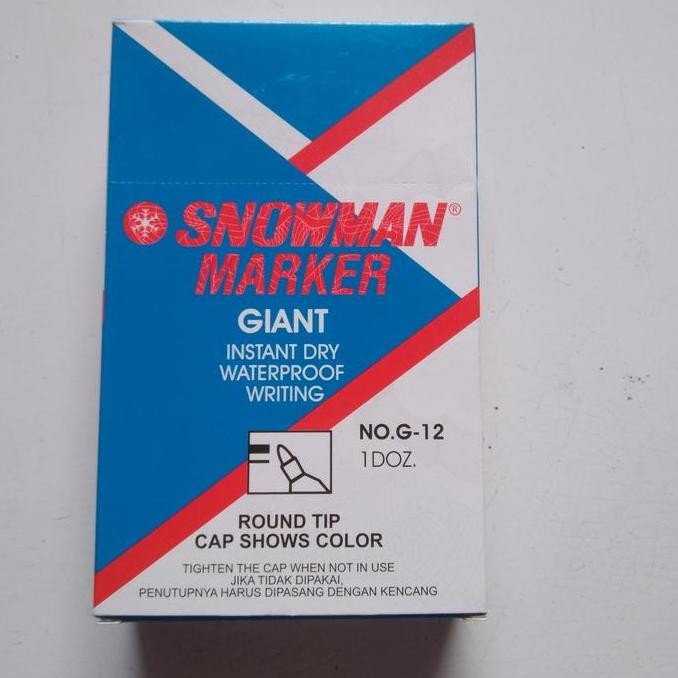 SNOWMAN®
MARKER
GIANT
INSTANT DRY
WATERPROOF
WRITING
NO.G-12
1DOZ.
ROUND TIP
CAP SHOWS COLOR
TIGHTEN THE CAP WHEN NOT IN USE
JIKA TIDAK DIPAKAI,
PENUTUPNYA HARUS DIPASANG DENGAN KENCANG